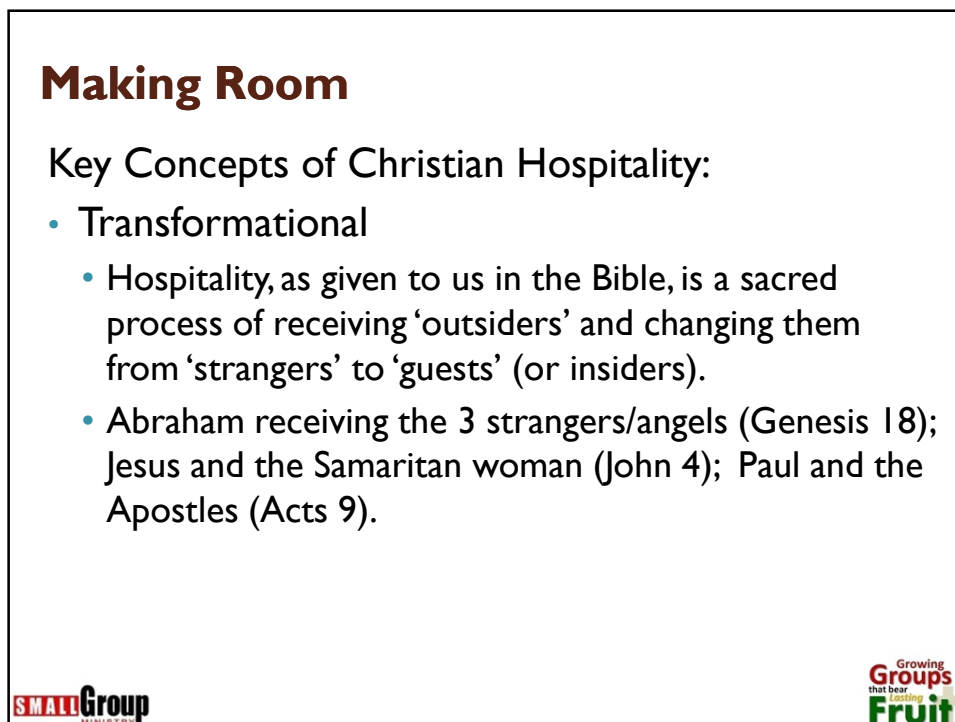 Making Room
Key Concepts of Christian Hospitality:
• Transformational
• Hospitality, as given to us in the Bible, is a sacred
process of receiving ‘outsiders’ and changing them
from ‘strangers’ to ‘guests’ (or insiders).
• Abraham receiving the 3 strangers/angels (Genesis 18);
Jesus and the Samaritan woman (John 4); Paul and the
Apostles (Acts 9).
SMALL Group
MINISTRY
Growing
Groups
that bear
Lasting
Fruit